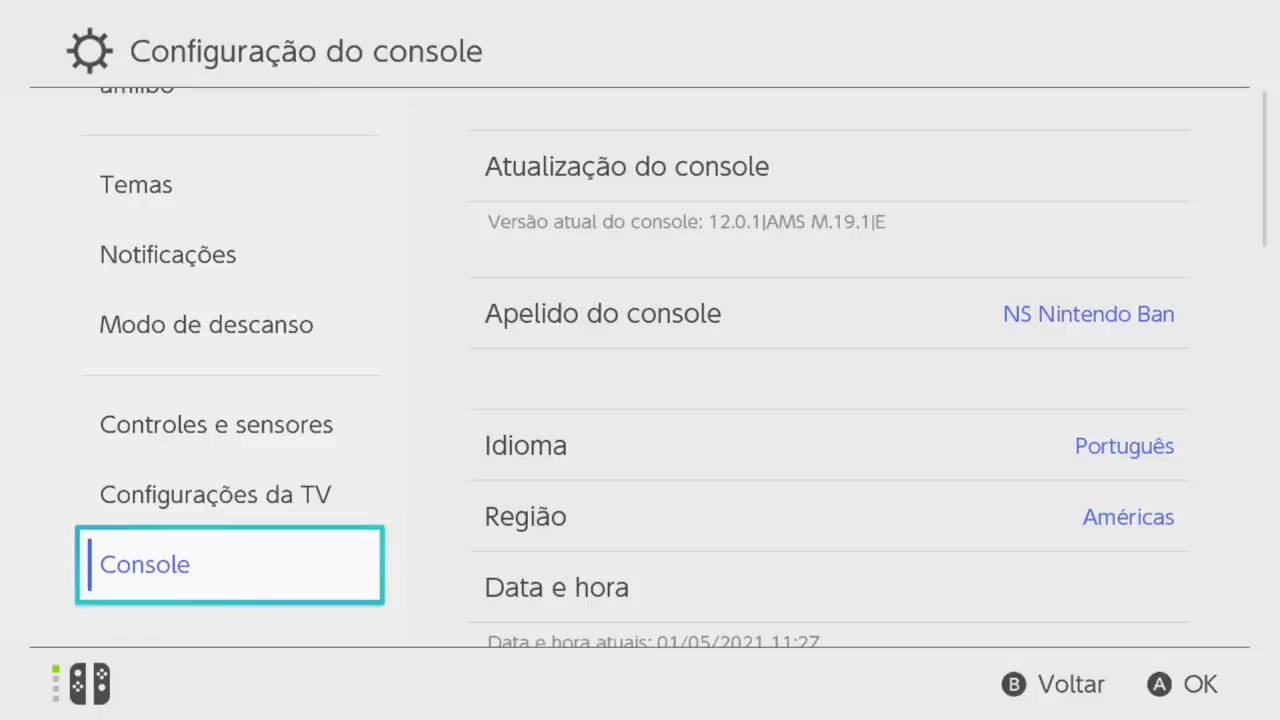 Configuração do console
amiibo
Temas
Notificações
Modo de descanso
Controles e sensores
Configurações da TV
Console
Atualização do console
Versão atual do console: 12.0.1|AMS M.19.1|E
Apelido do console
NS Nintendo Ban
Idioma
Português
Região
Américas
Data e hora
Data e hora atuais: 01/05/2021 11:27
B Voltar
A OK